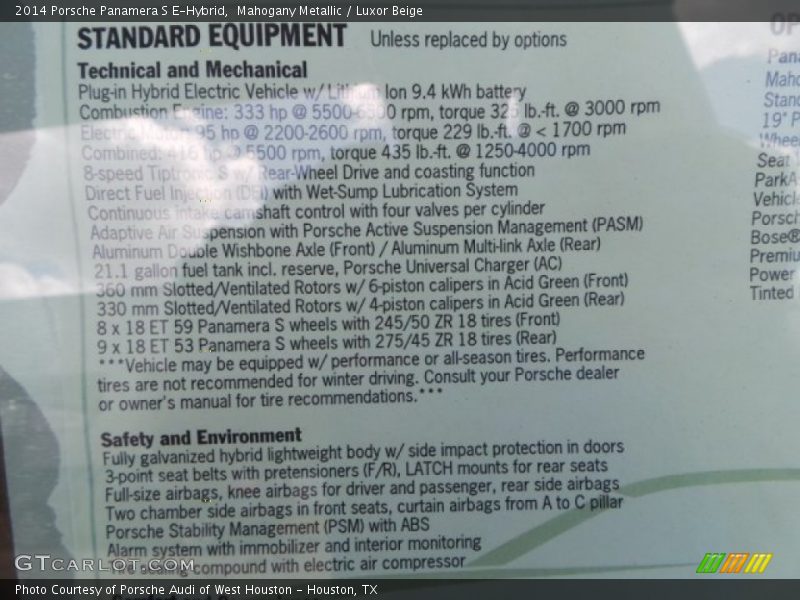 2014 Porsche Panamera S E-Hybrid, Mahogany Metallic / Luxor Beige
STANDARD EQUIPMENT Unless replaced by options
Technical and Mechanical
Plug-in Hybrid Electric Vehicle w/ Lithium Ion 9.4 kWh battery
Combustion Engine: 333 hp @ 5500-6500 rpm, torque 325 lb.-ft. @ 3000 rpm
Electric Motor: 95 hp @ 2200-2600 rpm, torque 229 lb.-ft. @ < 1700 rpm
Combined: 416 hp @ 5500 rpm, torque 435 lb.-ft. @ 1250-4000 rpm
8-speed Tiptronic S w/ Rear-Wheel Drive and coasting function
Direct Fuel Injection (DFI) with Wet-Sump Lubrication System
Continuous intake camshaft control with four valves per cylinder
Adaptive Air Suspension with Porsche Active Suspension Management (PASM)
Aluminum Double Wishbone Axle (Front) / Aluminum Multi-link Axle (Rear)
21.1 gallon fuel tank incl. reserve, Porsche Universal Charger (AC)
360 mm Slotted/Ventilated Rotors w/ 6-piston calipers in Acid Green (Front)
330 mm Slotted/Ventilated Rotors w/ 4-piston calipers in Acid Green (Rear)
8 x 18 ET 59 Panamera S wheels with 245/50 ZR 18 tires (Front)
9 x 18 ET 53 Panamera S wheels with 275/45 ZR 18 tires (Rear)
***Vehicle may be equipped w/ performance or all-season tires. Performance
tires are not recommended for winter driving. Consult your Porsche dealer
or owner's manual for tire recommendations.***
Safety and Environment
Fully galvanized hybrid lightweight body w/ side impact protection in doors
3-point seat belts with pretensioners (F/R), LATCH mounts for rear seats
Full-size airbags, knee airbags for driver and passenger, rear side airbags
Two chamber side airbags in front seats, curtain airbags from A to C pillar
Porsche Stability Management (PSM) with ABS
Alarm system with immobilizer and interior monitoring
compound with electric air compressor
OP
Pan
Maho
Stand
19" P
Wheel
Seat
ParkA
Vehicl
Porsch
Bose®
Premiu
Power
Tinted
GTCARLOT.COM
Photo Courtesy of Porsche Audi of West Houston - Houston, TX